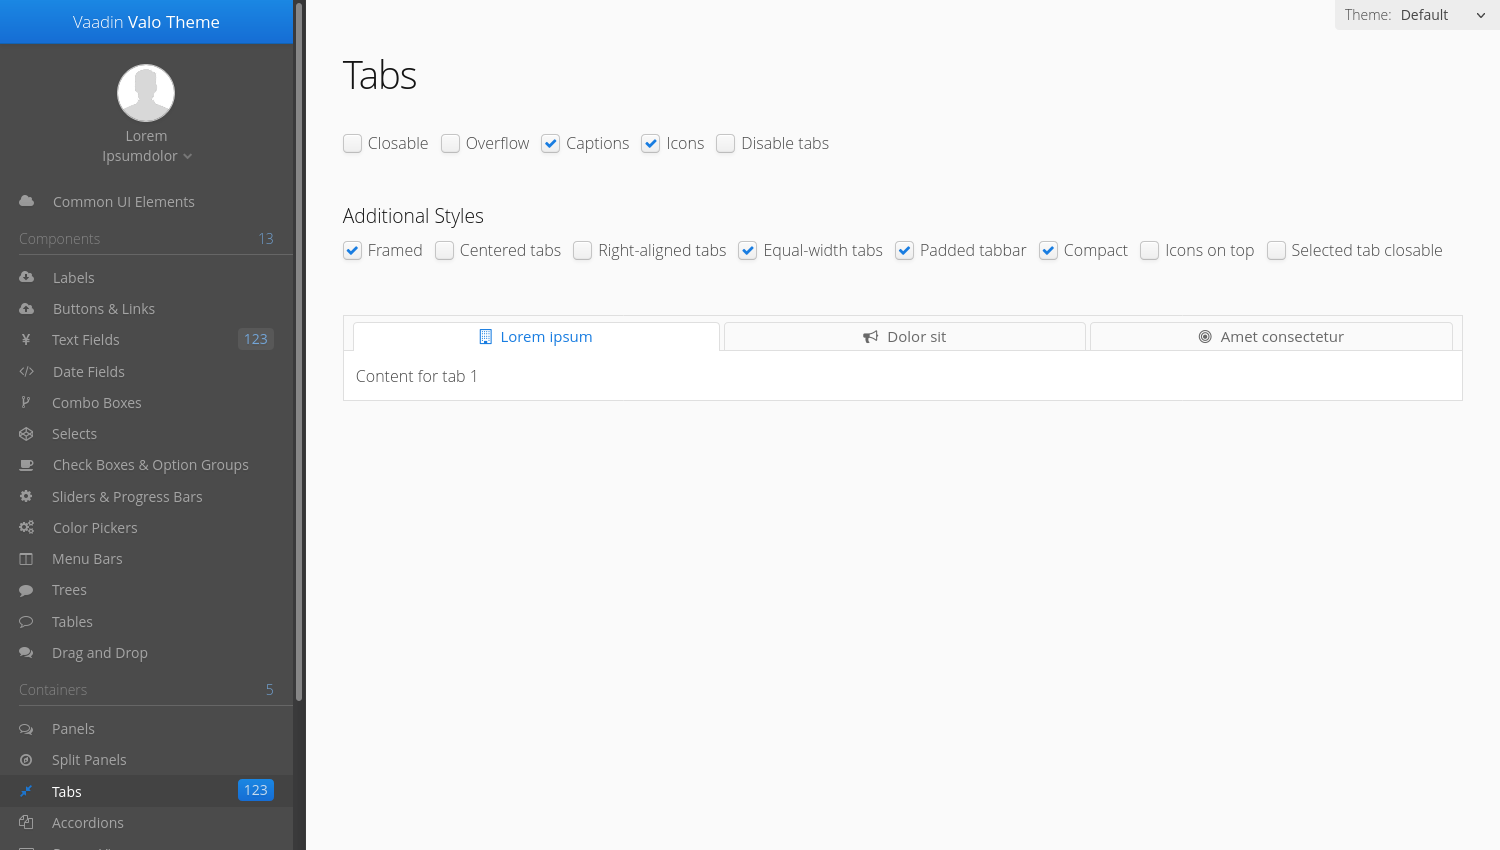 Vaadin Valo Theme
Lorem
Ipsumdolor
Common UI Elements
Components 13
Labels
Buttons & Links
Text Fields 123
Date Fields
Combo Boxes
Selects
Check Boxes & Option Groups
Sliders & Progress Bars
Color Pickers
Menu Bars
Trees
Tables
Drag and Drop
Containers 5
Panels
Split Panels
Tabs 123
Accordions
Theme: Default
Tabs
Closable Overflow Captions Icons Disable tabs
Additional Styles
Framed Centered tabs Right-aligned tabs Equal-width tabs Padded tabbar Compact Icons on top Selected tab closable
Lorem ipsum Dolor sit Amet consectetur
Content for tab 1